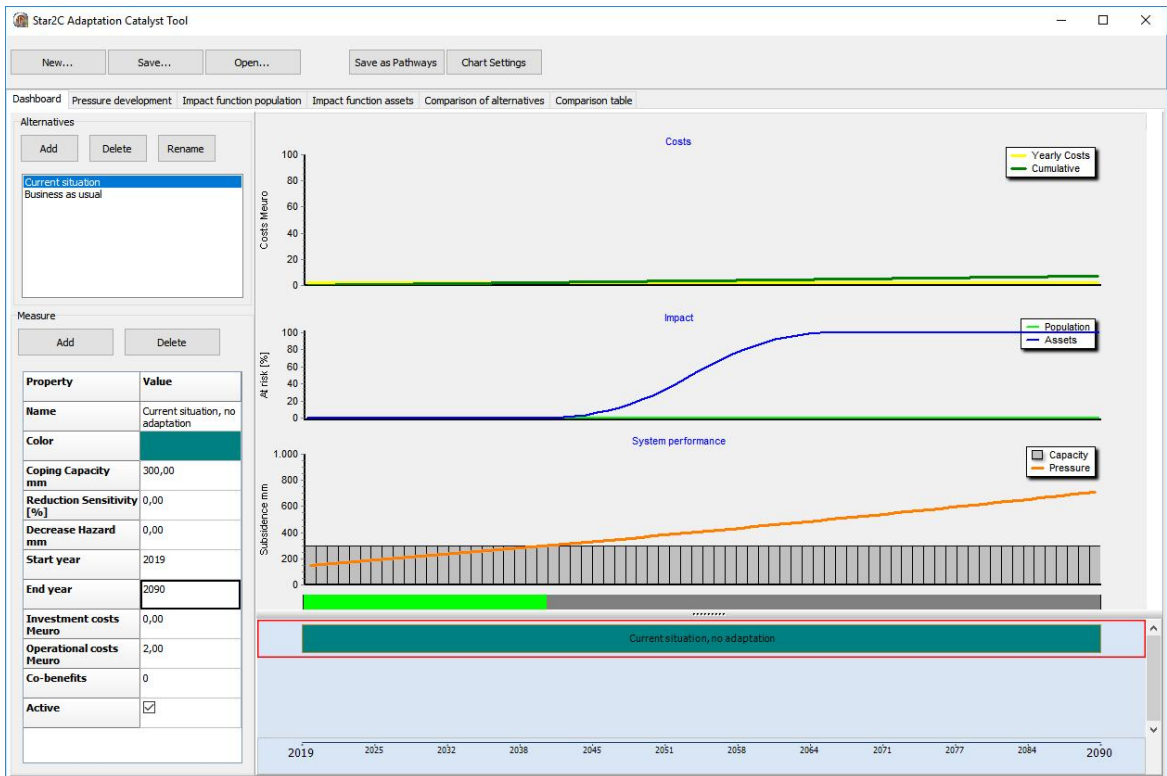 Star2C Adaptation Catalyst Tool
New...
Save...
Open...
Save as Pathways
Chart Settings
Dashboard
Pressure development
Impact function population
Impact function assets
Comparison of alternatives
Comparison table
Alternatives
Add
Delete
Rename
Current situation
Business as usual
Measure
Add
Delete
Property
Value
Name
Current situation, no
adaptation
Color
Coping Capacity
mm
300,00
Reduction Sensitivity
[%]
0,00
Decrease Hazard
mm
0,00
Start year
2019
End year
2090
Investment costs
Meuro
0,00
Operational costs
Meuro
2,00
Co-benefits
0
Active
Costs
Yearly Costs
Cumulative
Costs Meuro
100
80
60
40
20
0
Impact
Population
Assets
At risk [%]
100
80
60
40
20
0
System performance
Capacity
Pressure
Subsidence mm
1.000
800
600
400
200
0
Current situation, no adaptation
2019
2025
2032
2038
2045
2051
2058
2064
2071
2077
2084
2090